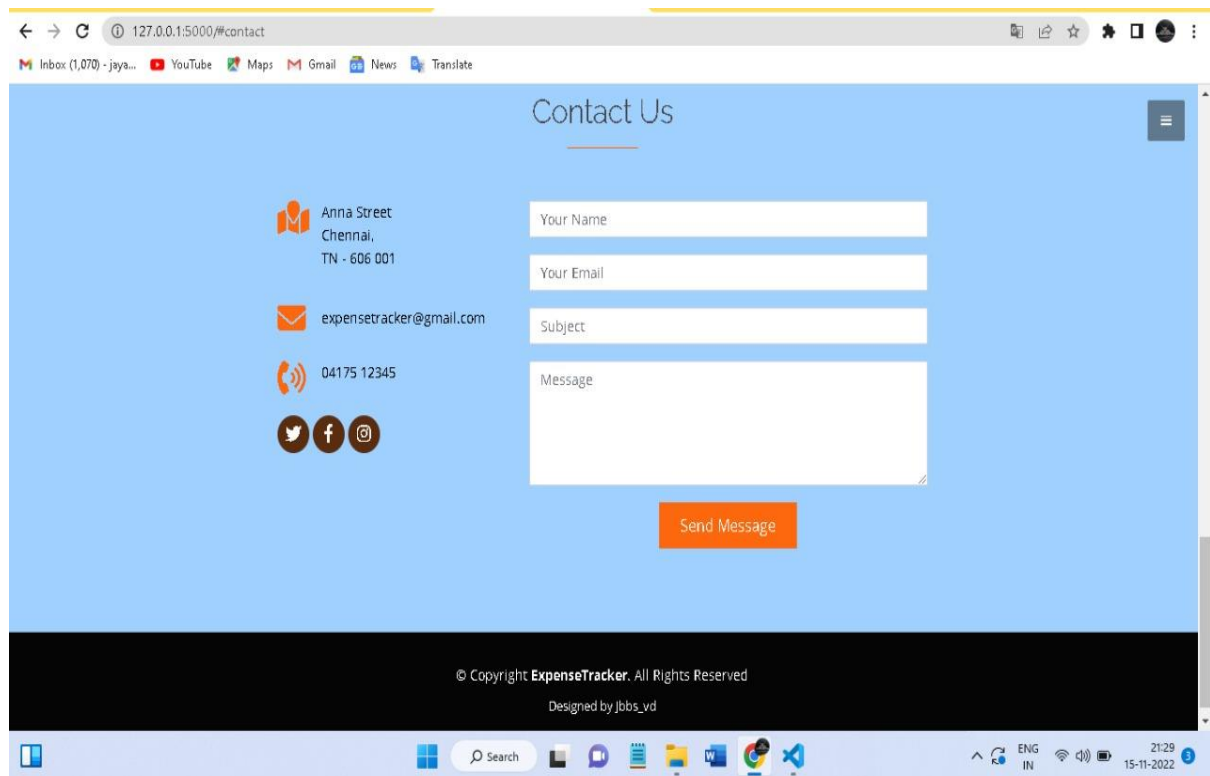 127.0.0.1:5000/#contact
Inbox (1,070) - jaya... YouTube Maps Gmail News Translate
Contact Us
Anna Street
Chennai,
TN - 606 001
expensetracker@gmail.com
04175 12345
Your Name
Your Email
Subject
Message
Send Message
© Copyright ExpenseTracker. All Rights Reserved
Designed by Jbbs_vd
Search
ENG
IN
21:29
15-11-2022
3